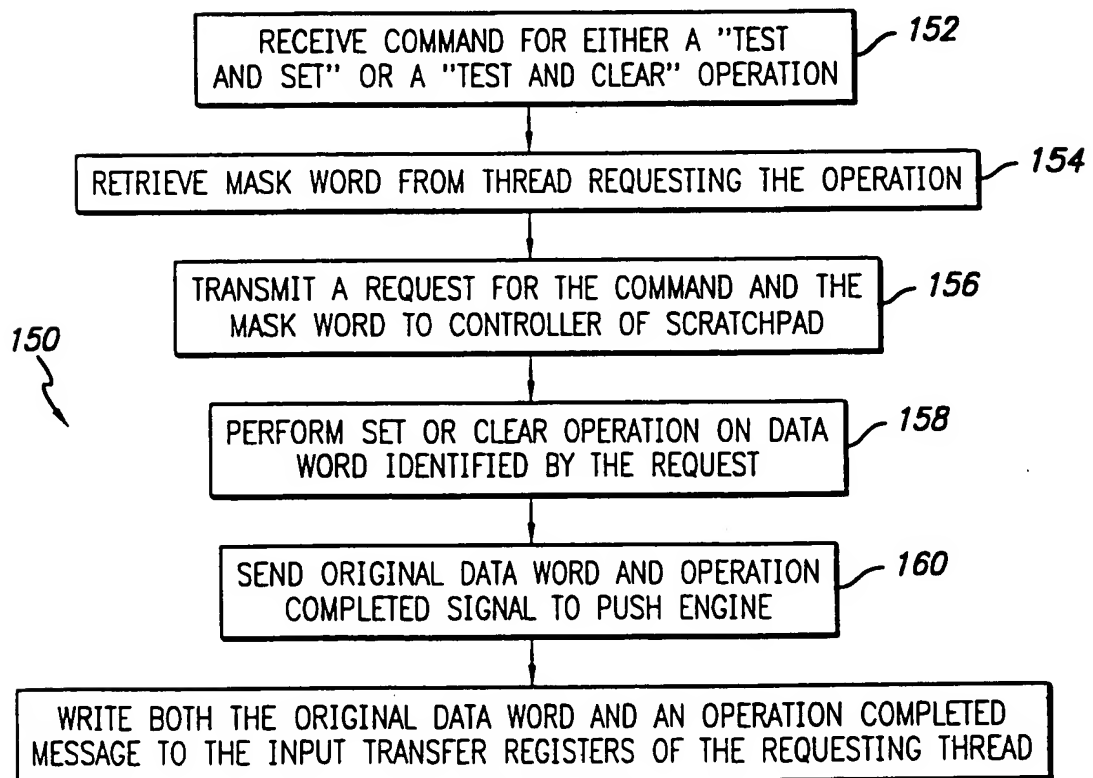 RECEIVE COMMAND FOR EITHER A "TEST
AND SET" OR A "TEST AND CLEAR" OPERATION
152
RETRIEVE MASK WORD FROM THREAD REQUESTING THE OPERATION
154
TRANSMIT A REQUEST FOR THE COMMAND AND THE
MASK WORD TO CONTROLLER OF SCRATCHPAD
156
150
PERFORM SET OR CLEAR OPERATION ON DATA
WORD IDENTIFIED BY THE REQUEST
158
SEND ORIGINAL DATA WORD AND OPERATION
COMPLETED SIGNAL TO PUSH ENGINE
160
WRITE BOTH THE ORIGINAL DATA WORD AND AN OPERATION COMPLETED
MESSAGE TO THE INPUT TRANSFER REGISTERS OF THE REQUESTING THREAD